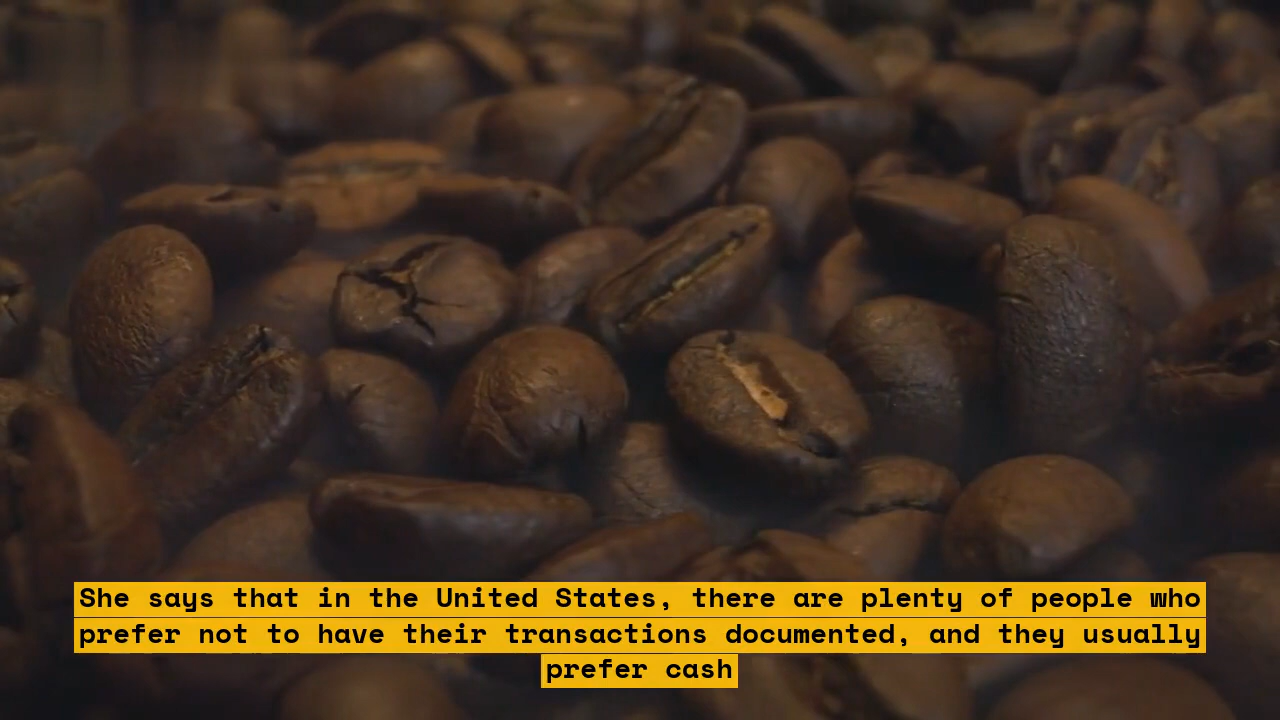 She says that in the United States, there are plenty of people who
prefer not to have their transactions documented, and they usually
prefer cash